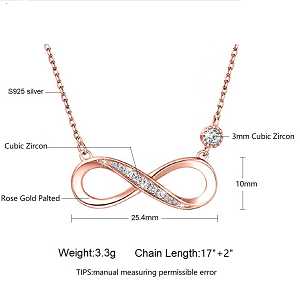 S925 silver
3mm Cubic Zircon
Cubic Zircon
10mm
Rose Gold Palted
25.4mm
Weight:3.3g Chain Length:17"+2"
TIPS:manual measuring permissible error